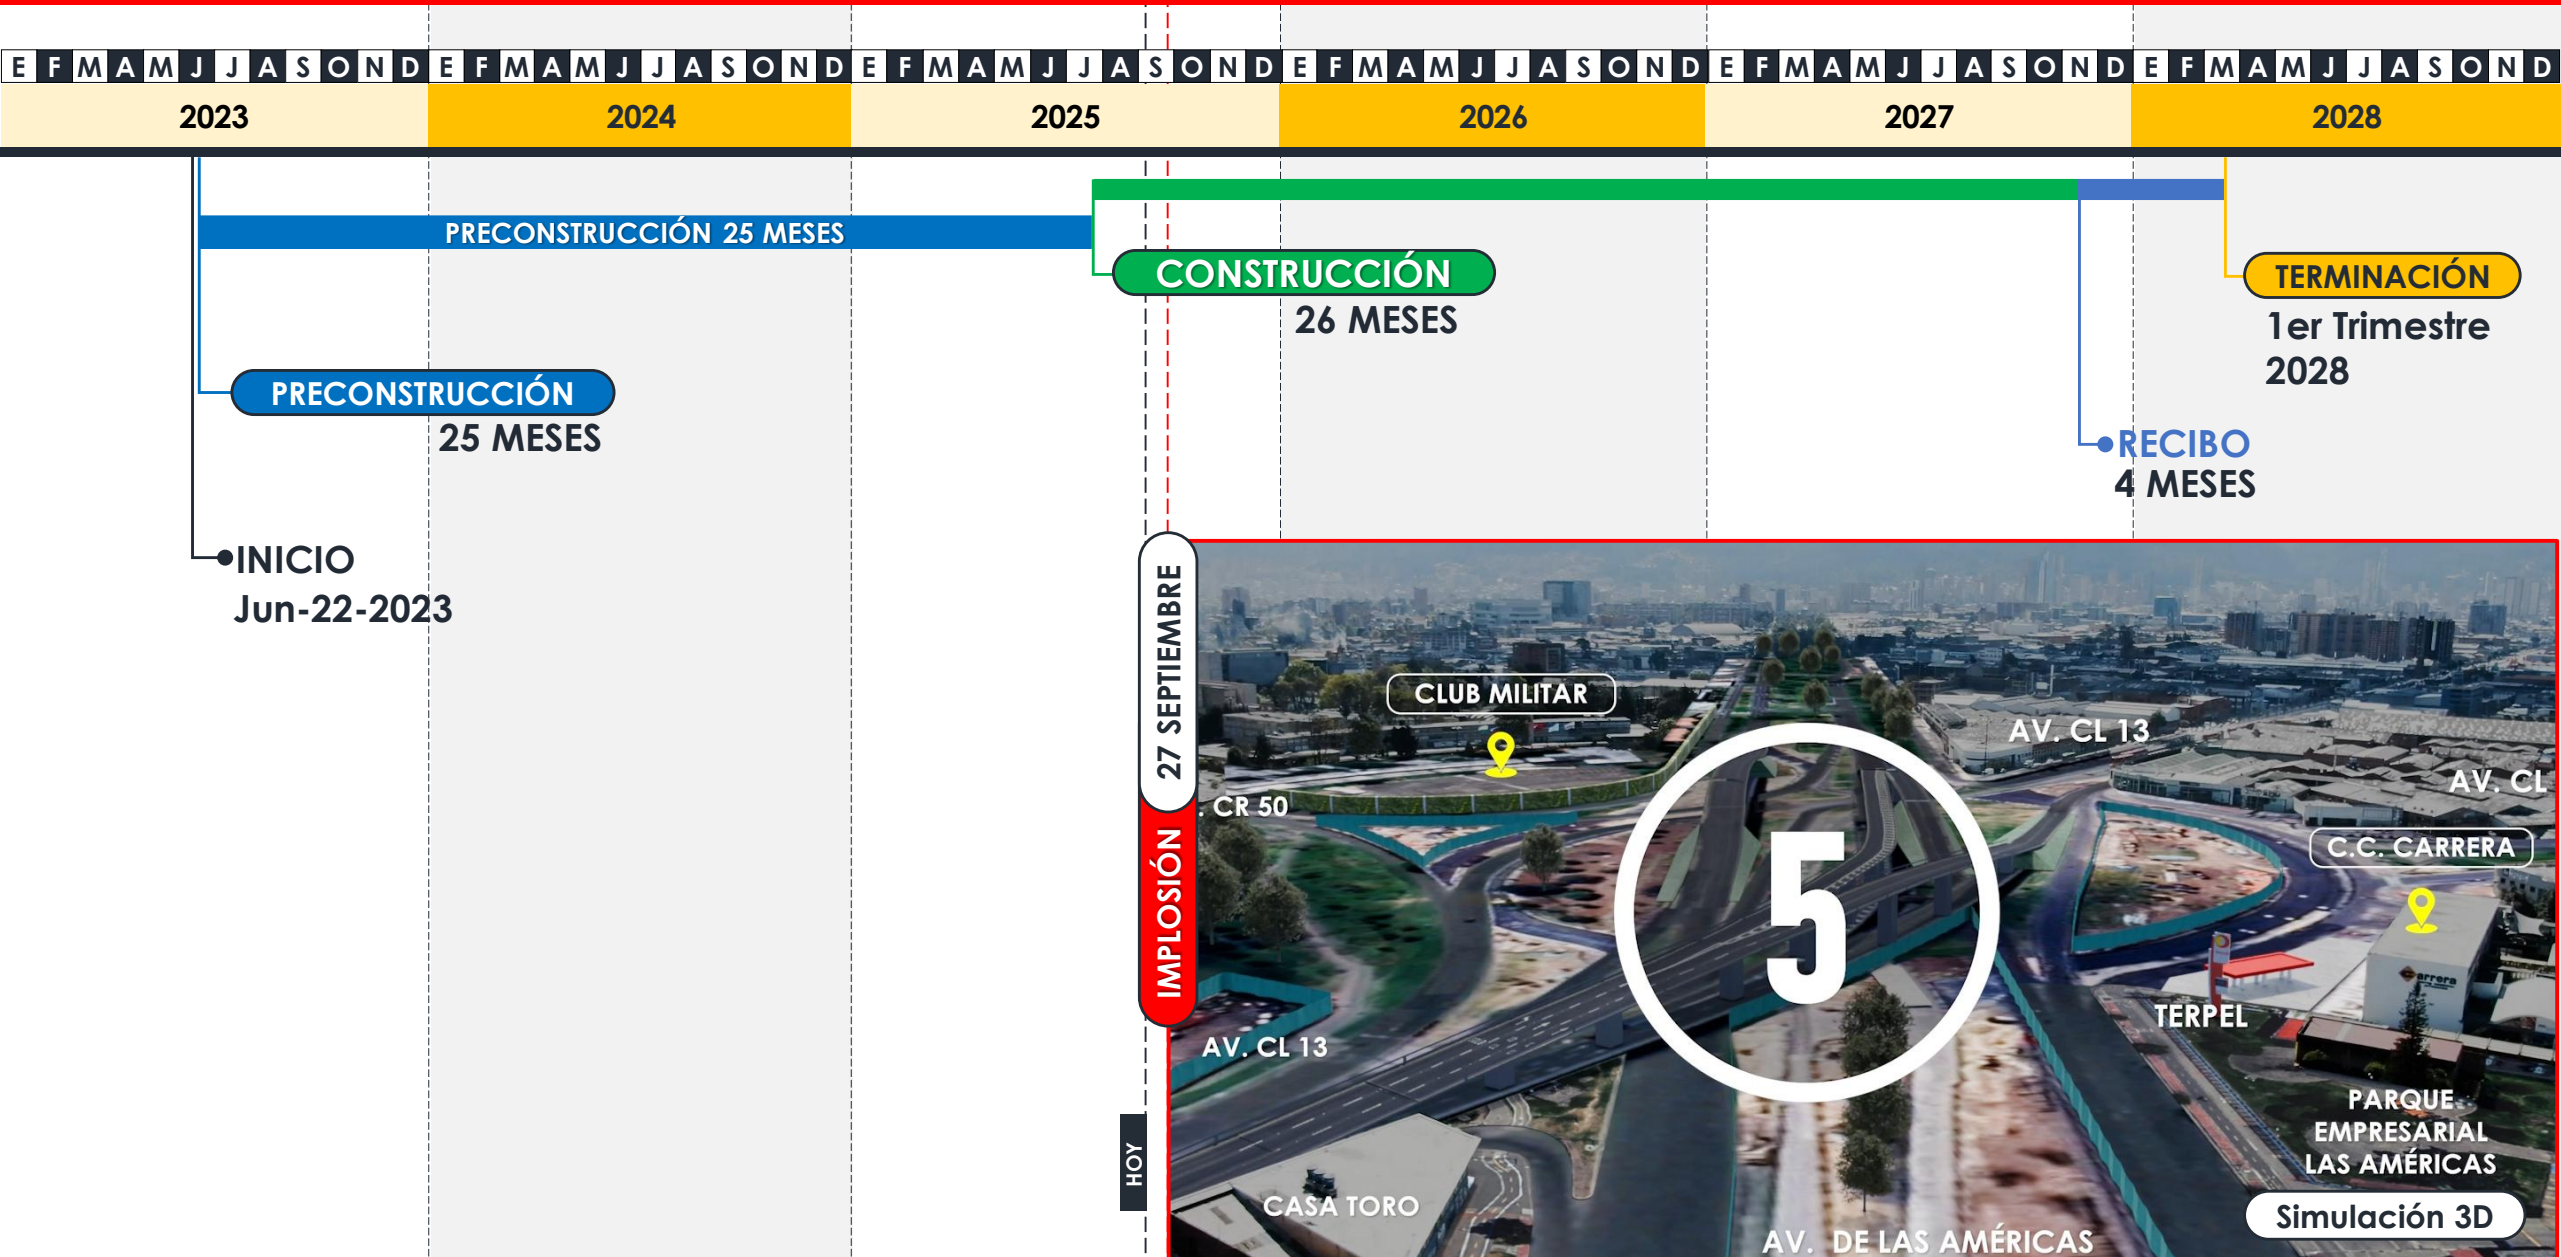 E F M A M J J A S O N D E F M A M J J A S O N D E F M A M J J A S O N D E F M A M J J A S O N D E F M A M J J A S O N D E F M A M J J A S O N D
2023 2024 2025 2026 2027 2028
PRECONSTRUCCIÓN 25 MESES
CONSTRUCCIÓN
26 MESES
TERMINACIÓN
1er Trimestre
2028
PRECONSTRUCCIÓN
25 MESES
RECIBO
4 MESES
INICIO
Jun-22-2023
27 SEPTIEMBRE
IMPLOSIÓN
HOY
CLUB MILITAR
AV. CL 13
AV. CL
. CR 50
C.C. CARRERA
5
arrera
TERPEL
AV. CL 13
PARQUE
EMPRESARIAL
LAS AMÉRICAS
CASA TORO
Simulación 3D
AV. DE LAS AMÉRICAS